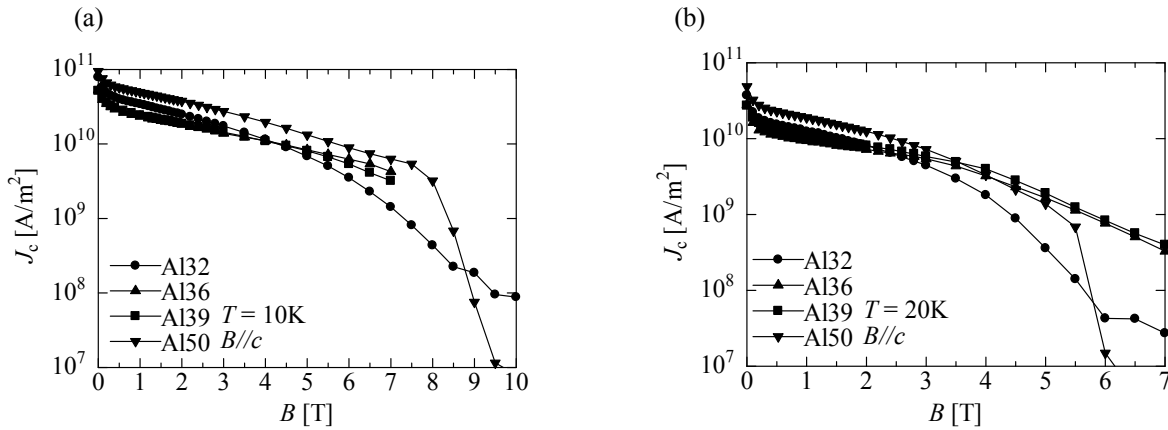 (a)
10^11
10^10
10^9
10^8
10^7
J_c [A/m^2]
Al32
Al36
Al39 T = 10K
Al50 B//c
0 1 2 3 4 5 6 7 8 9 10
B [T]
(b)
10^11
10^10
10^9
10^8
10^7
J_c [A/m^2]
Al32
Al36
Al39 T = 20K
Al50 B//c
0 1 2 3 4 5 6 7
B [T]